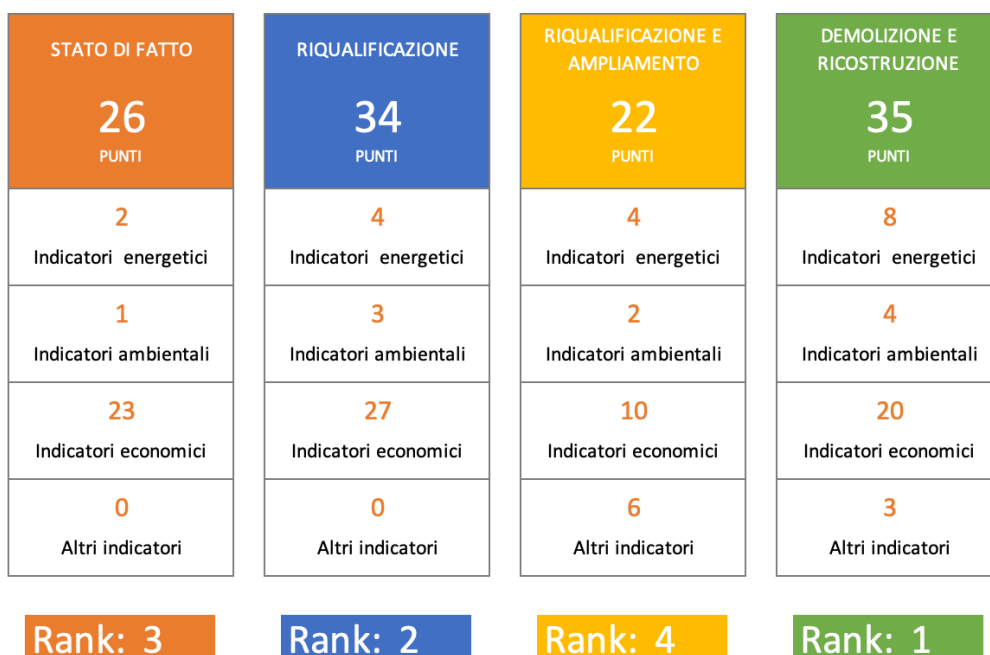 STATO DI FATTO
26
PUNTI
2
Indicatori energetici
1
Indicatori ambientali
23
Indicatori economici
0
Altri indicatori
Rank: 3
RIQUALIFICAZIONE
34
PUNTI
4
Indicatori energetici
3
Indicatori ambientali
27
Indicatori economici
0
Altri indicatori
Rank: 2
RIQUALIFICAZIONE E
AMPLIAMENTO
22
PUNTI
4
Indicatori energetici
2
Indicatori ambientali
10
Indicatori economici
6
Altri indicatori
Rank: 4
DEMOLIZIONE E
RICOSTRUZIONE
35
PUNTI
8
Indicatori energetici
4
Indicatori ambientali
20
Indicatori economici
3
Altri indicatori
Rank: 1